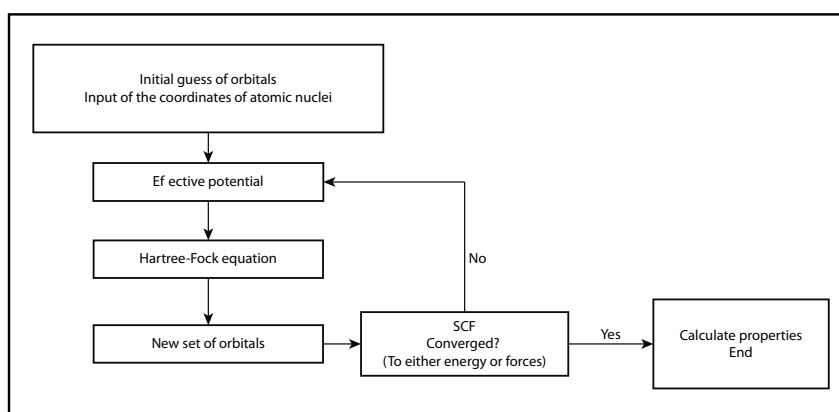 Initial guess of orbitals
Input of the coordinates of atomic nuclei
Ef ective potential
Hartree-Fock equation
No
New set of orbitals
SCF
Converged?
(To either energy or forces)
Yes
Calculate properties
End